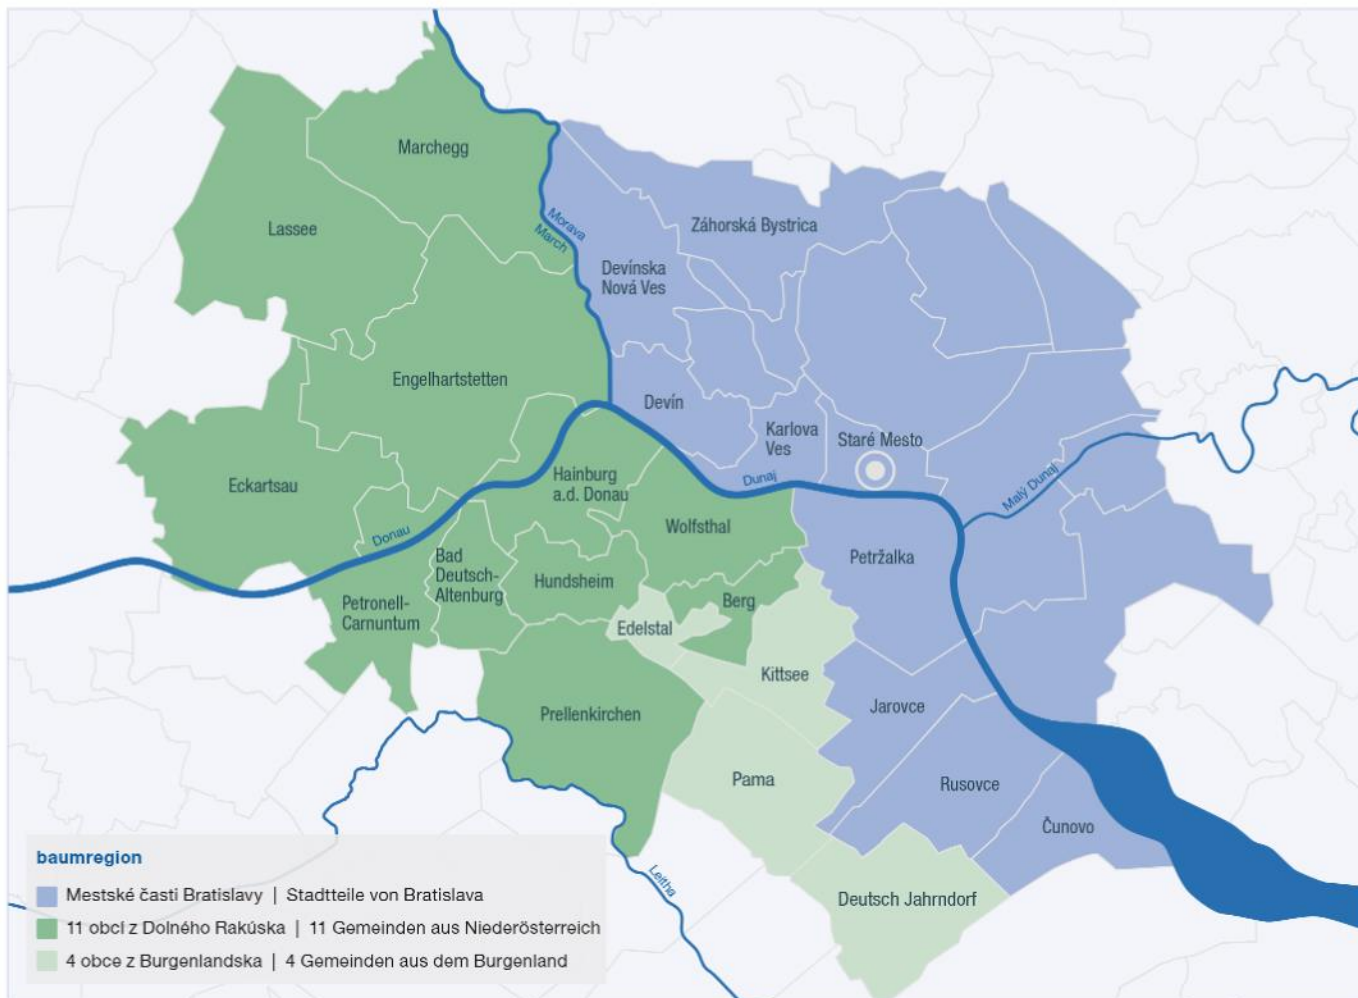 Marchegg
Lassee
Morava
March
Záhorská Bystrica
Devínska
Nová Ves
Engelhartstetten
Devín
Karlova
Ves
Staré Mesto
Eckartsau
Hainburg
a.d. Donau
Dunaj
Malý Dunaj
Donau
Wolfsthal
Petržalka
Bad
Deutsch-
Altenburg
Hundsheim
Berg
Petronell-
Carnuntum
Edelstal
Kittsee
Prellenkirchen
Jarovce
Pama
Rusovce
Čunovo
Leitha
Deutsch Jahrndorf
baumregion
Mestské časti Bratislavy | Stadtteile von Bratislava
11 obcí z Dolného Rakúska | 11 Gemeinden aus Niederösterreich
4 obce z Burgenlandska | 4 Gemeinden aus dem Burgenland